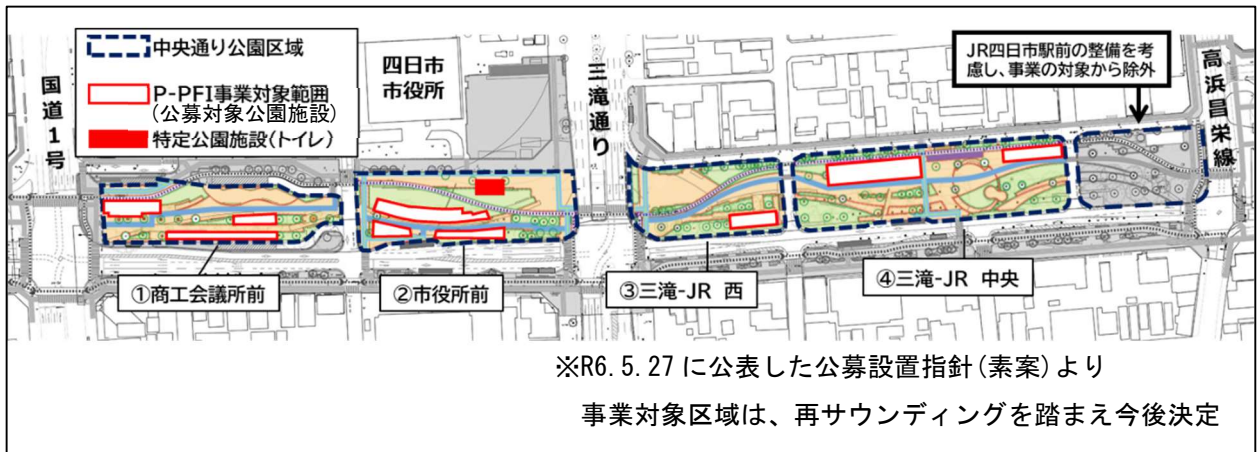 中央通り公園区域
P-PFI事業対象範囲
(公募対象公園施設)
特定公園施設(トイレ)
国道1号
四日市
市役所
三滝通り
JR四日市駅前の整備を考
慮し、事業の対象から除外
高浜昌栄線
①商工会議所前
②市役所前
③三滝-JR 西
④三滝-JR 中央
※R6.5.27に公表した公募設置指針(素案)より
事業対象区域は、再サウンディングを踏まえ今後決定